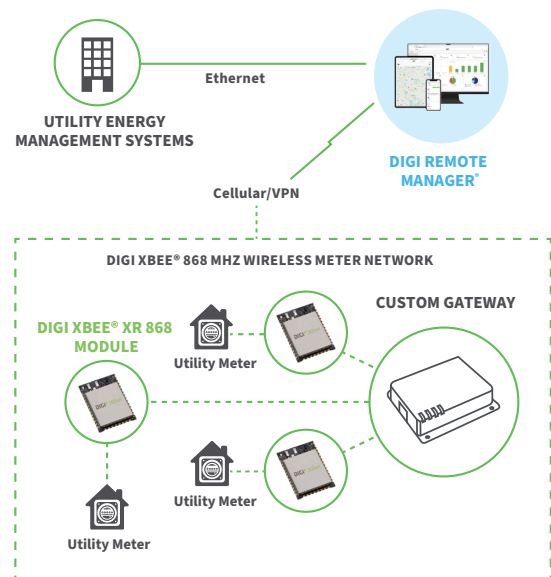 Ethernet
UTILITY ENERGY
MANAGEMENT SYSTEMS
DIGI REMOTE
MANAGER®
Cellular/VPN
DIGI XBEE® 868 MHZ WIRELESS METER NETWORK
CUSTOM GATEWAY
DIGI XBEE® XR 868
MODULE
Utility Meter
Utility Meter
Utility Meter